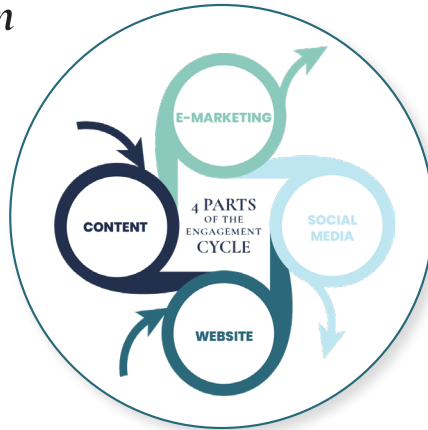 n
E-MARKETING
CONTENT
4 PARTS
OF THE
ENGAGEMENT
CYCLE
SOCIAL
MEDIA
WEBSITE